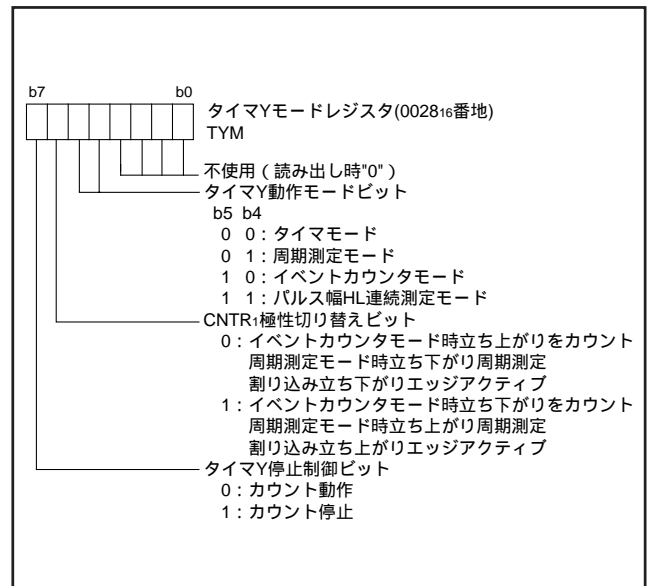 b7 b0
タイマYモードレジスタ(0028₁₆番地)
TYM
不使用（読み出し時"0"）
タイマY動作モードビット
b5 b4
0 0：タイマモード
0 1：周期測定モード
1 0：イベントカウンタモード
1 1：パルス幅HL連続測定モード
CNTR₁極性切り替えビット
0：イベントカウンタモード時立ち上がりをカウント
周期測定モード時立ち下がり周期測定
割り込み立ち下がりエッジアクティブ
1：イベントカウンタモード時立ち下がりをカウント
周期測定モード時立ち上がり周期測定
割り込み立ち上がりエッジアクティブ
タイマY停止制御ビット
0：カウント動作
1：カウント停止